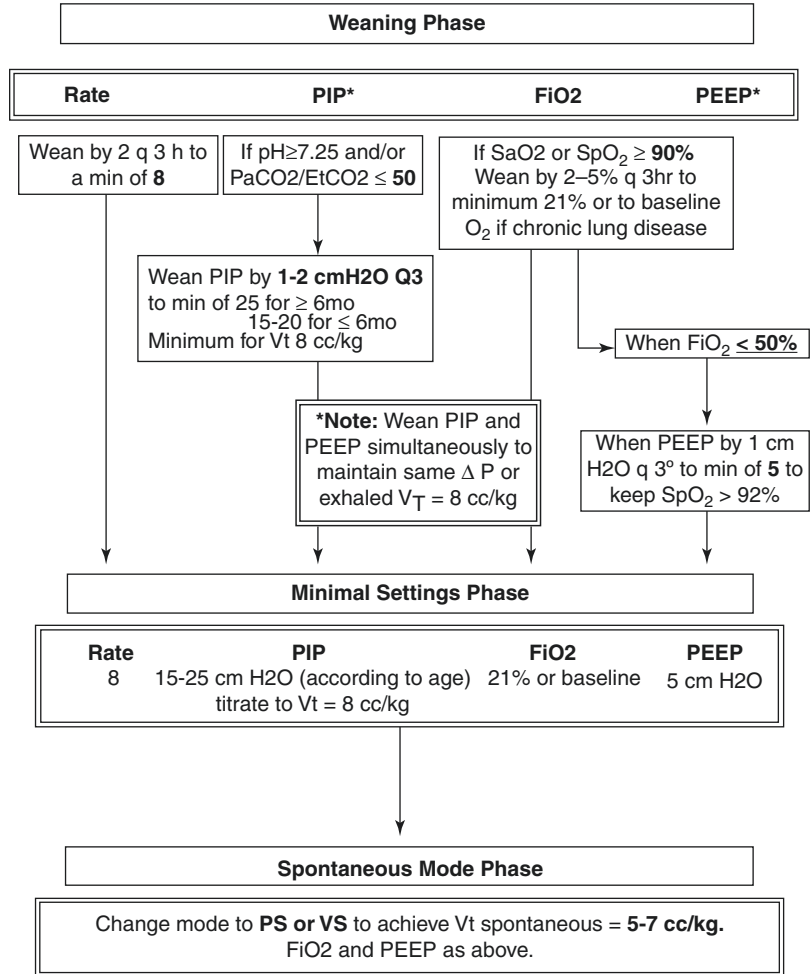 Weaning Phase
Rate PIP* FiO2 PEEP*
Wean by 2 q 3 h to
a min of 8
If pH≥7.25 and/or
PaCO2/EtCO2 ≤ 50
If SaO2 or SpO₂ ≥ 90%
Wean by 2–5% q 3hr to
minimum 21% or to baseline
O₂ if chronic lung disease
Wean PIP by 1-2 cmH2O Q3
to min of 25 for ≥ 6mo
15-20 for ≤ 6mo
Minimum for Vt 8 cc/kg
When FiO₂ < 50%
*Note: Wean PIP and
PEEP simultaneously to
maintain same Δ P or
exhaled V_T = 8 cc/kg
When PEEP by 1 cm
H2O q 3º to min of 5 to
keep SpO₂ > 92%
Minimal Settings Phase
Rate PIP FiO2 PEEP
8 15-25 cm H2O (according to age) 21% or baseline 5 cm H2O
titrate to Vt = 8 cc/kg
Spontaneous Mode Phase
Change mode to PS or VS to achieve Vt spontaneous = 5-7 cc/kg.
FiO2 and PEEP as above.